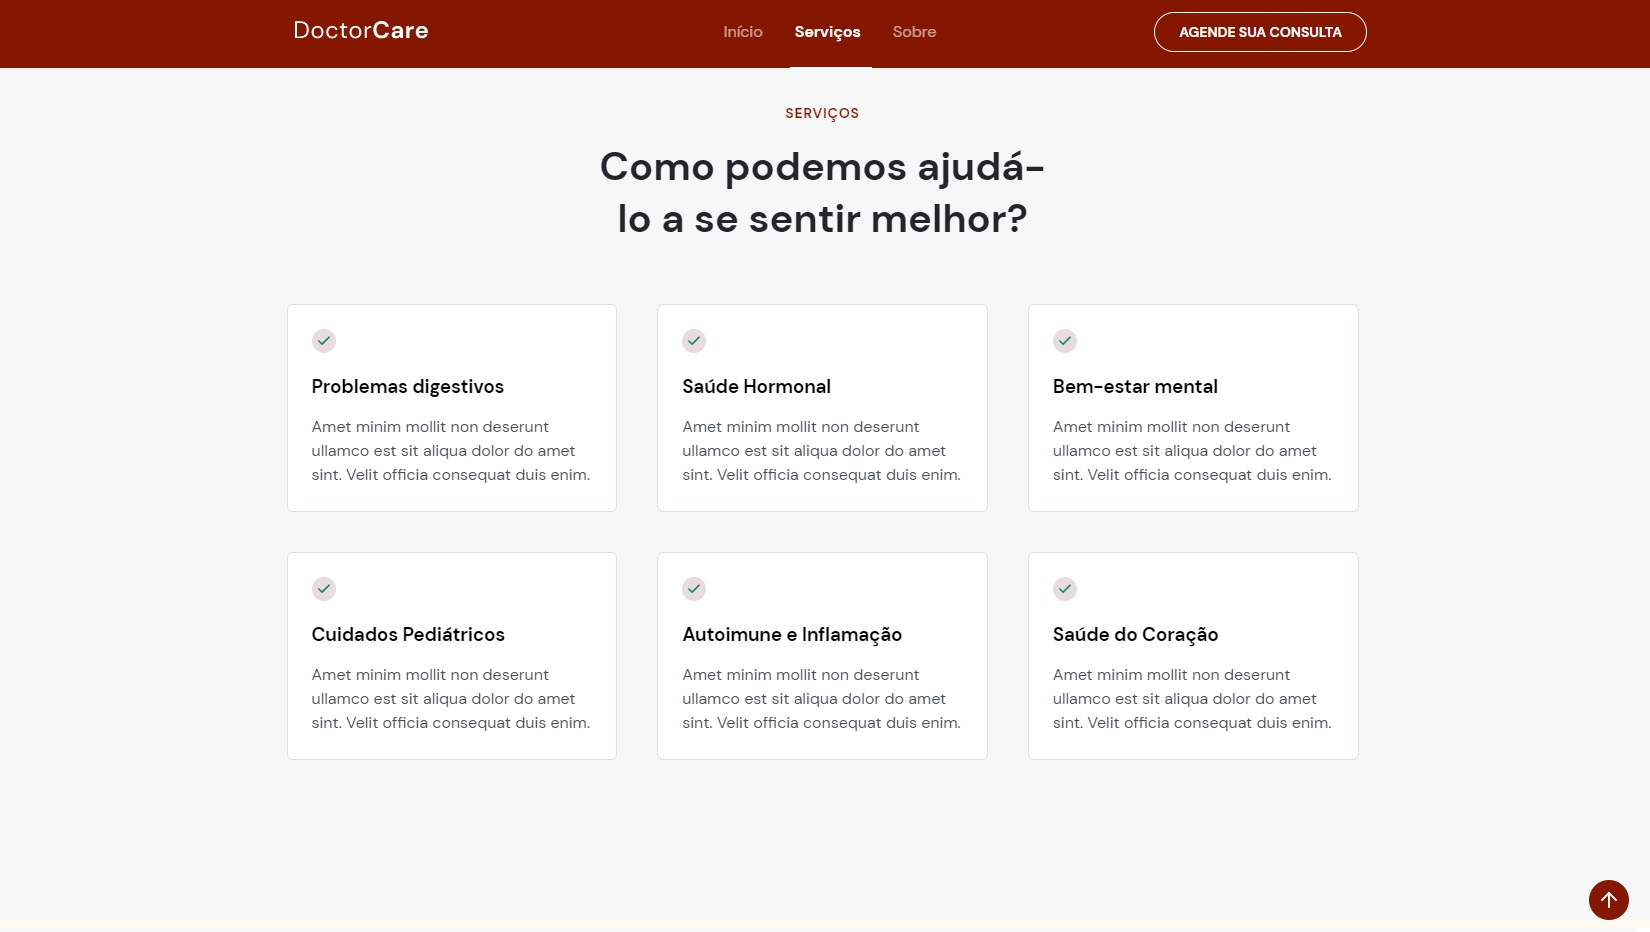 DoctorCare
Início
Serviços
Sobre
AGENDE SUA CONSULTA
SERVIÇOS
Como podemos ajudá-
lo a se sentir melhor?
Problemas digestivos
Amet minim mollit non deserunt
ullamco est sit aliqua dolor do amet
sint. Velit officia consequat duis enim.
Saúde Hormonal
Amet minim mollit non deserunt
ullamco est sit aliqua dolor do amet
sint. Velit officia consequat duis enim.
Bem-estar mental
Amet minim mollit non deserunt
ullamco est sit aliqua dolor do amet
sint. Velit officia consequat duis enim.
Cuidados Pediátricos
Amet minim mollit non deserunt
ullamco est sit aliqua dolor do amet
sint. Velit officia consequat duis enim.
Autoimune e Inflamação
Amet minim mollit non deserunt
ullamco est sit aliqua dolor do amet
sint. Velit officia consequat duis enim.
Saúde do Coração
Amet minim mollit non deserunt
ullamco est sit aliqua dolor do amet
sint. Velit officia consequat duis enim.